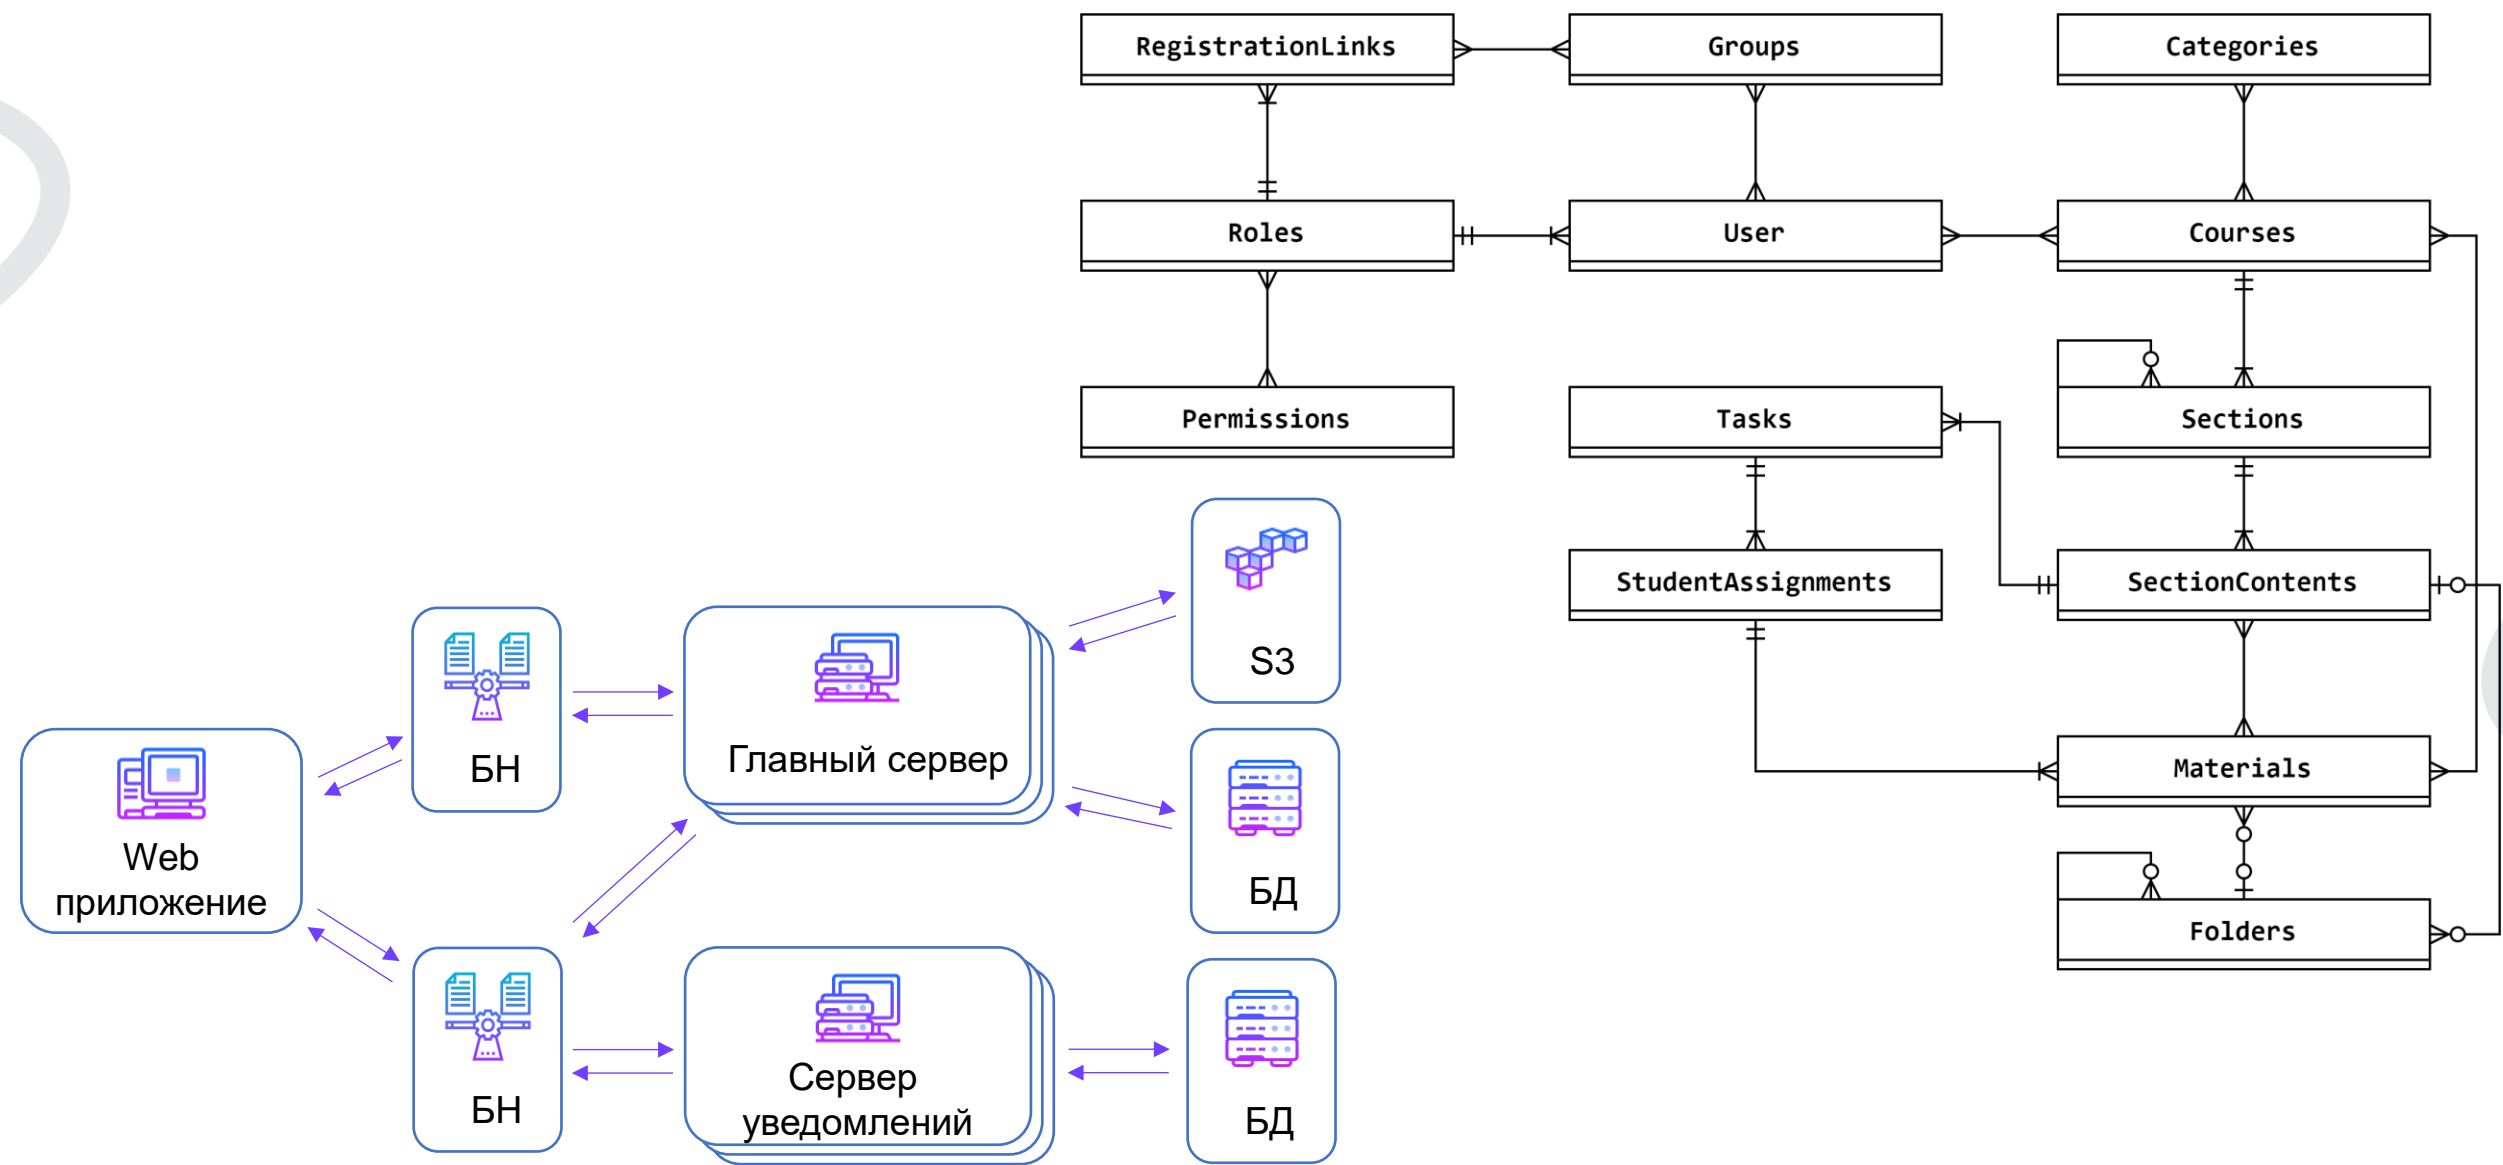 RegistrationLinks
Groups
Categories
Roles
User
Courses
Permissions
Tasks
Sections
StudentAssignments
SectionContents
Materials
Folders
S3
БН
Главный сервер
Web
приложение
БД
БН
Сервер
уведомлений
БД